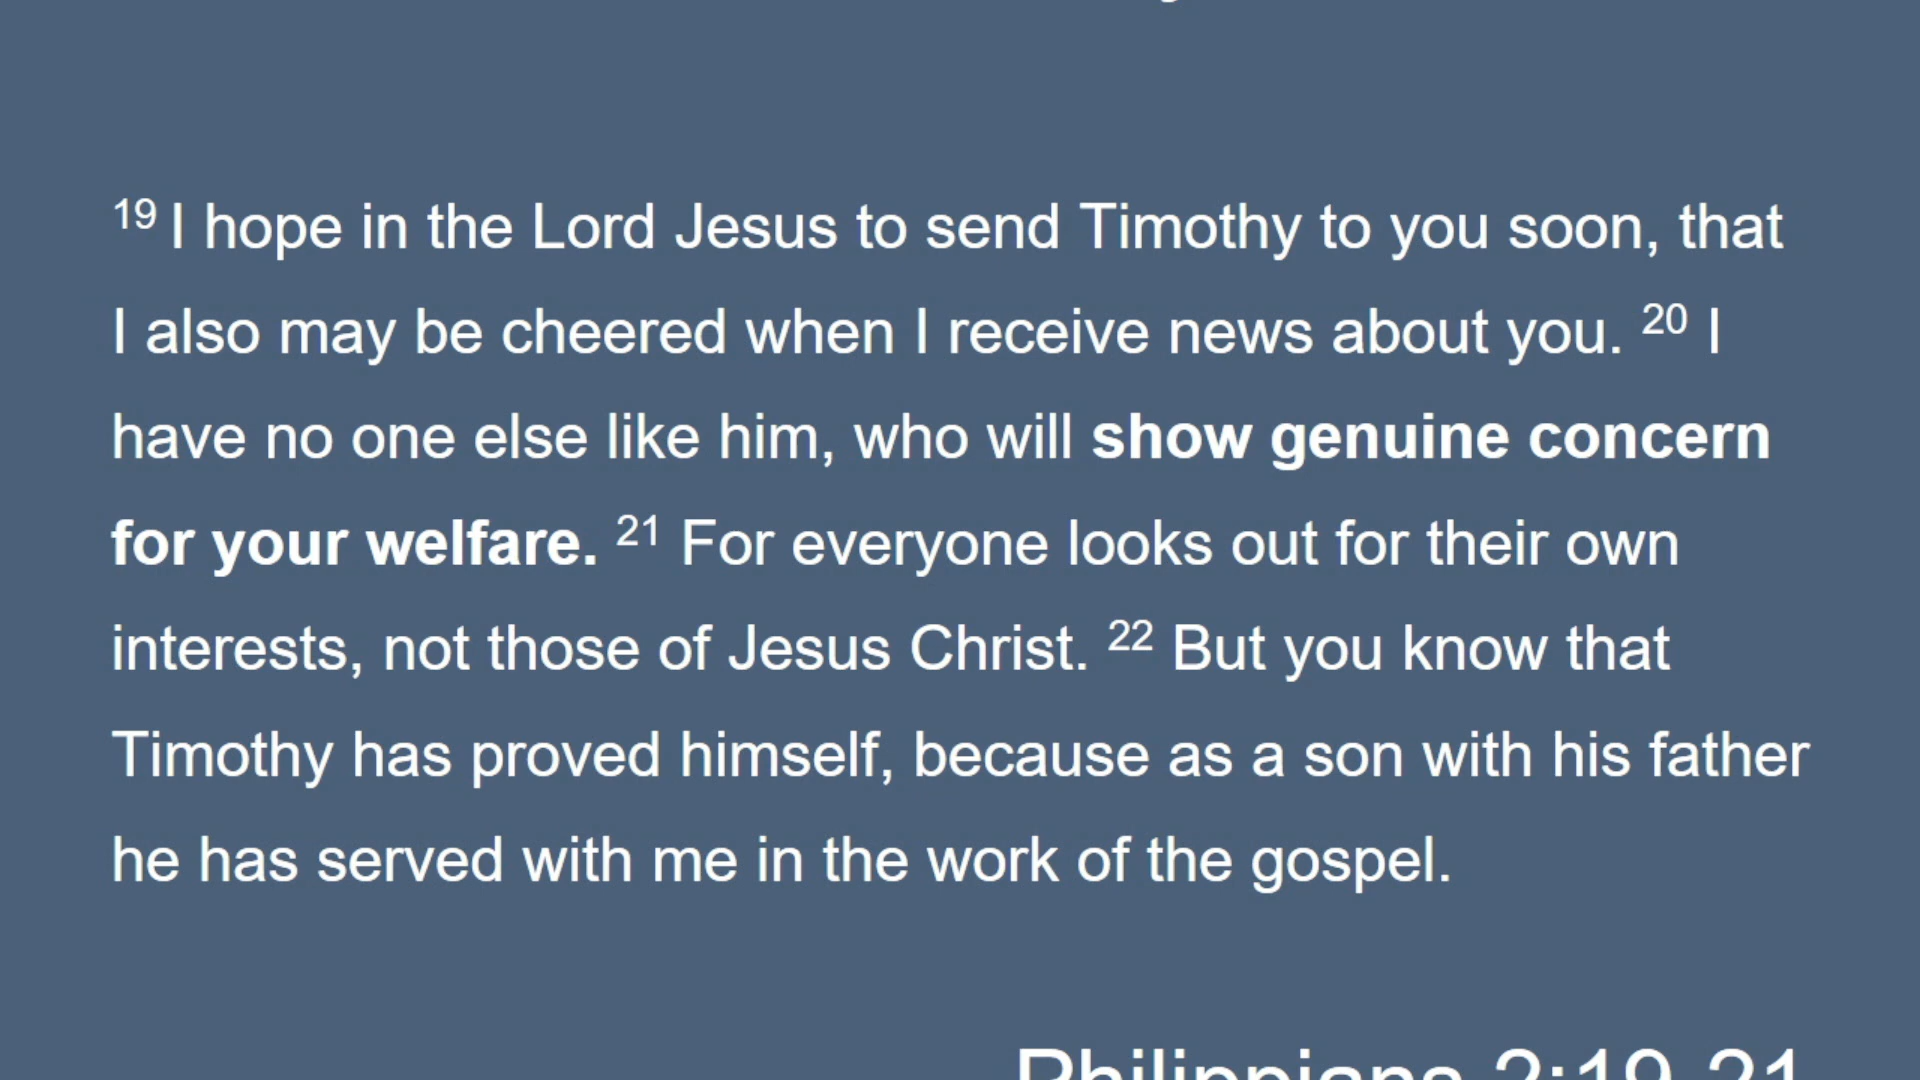 19 I hope in the Lord Jesus to send Timothy to you soon, that
I also may be cheered when I receive news about you. 20 I
have no one else like him, who will show genuine concern
for your welfare. 21 For everyone looks out for their own
interests, not those of Jesus Christ. 22 But you know that
Timothy has proved himself, because as a son with his father
he has served with me in the work of the gospel.
Philippians 2:19-21